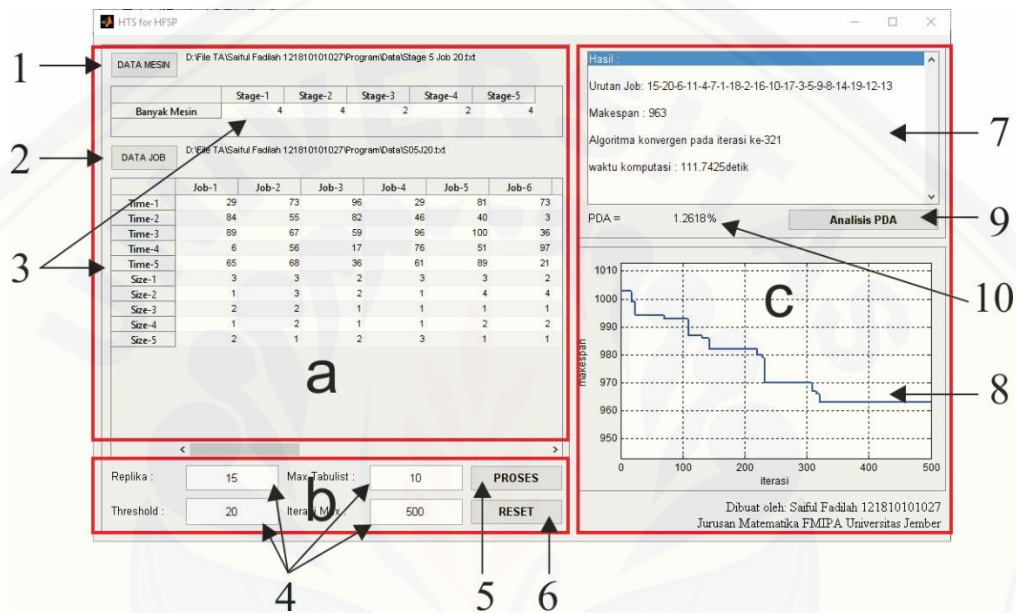 HTS for HFSP
1
DATA MESIN
D:\File TA\Saiful Fadilah 121810101027\Program\Data\Stage 5 Job 20.txt
Stage-1 Stage-2 Stage-3 Stage-4 Stage-5
Banyak Mesin 4 4 2 2 4
2
DATA JOB
D:\File TA\Saiful Fadilah 121810101027\Program\Data\S05J20.txt
Job-1 Job-2 Job-3 Job-4 Job-5 Job-6
Time-1 29 73 96 29 81 73
Time-2 84 55 82 46 40 3
Time-3 89 67 59 96 100 36
Time-4 6 56 17 76 51 97
Time-5 65 68 36 61 89 21
Size-1 3 3 2 3 3 2
Size-2 1 3 2 1 4 4
Size-3 2 2 1 1 1 1
Size-4 1 2 1 1 2 2
Size-5 2 1 2 3 1 1
3
a
Replika : 15 Max Tabulist : 10 PROSES
Threshold : 20 Iterasi Max : 500 RESET
b
4
5
6
Hasil :
Urutan Job: 15-20-6-11-4-7-1-18-2-16-10-17-3-5-9-8-14-19-12-13
Makespan : 963
Algoritma konvergen pada iterasi ke-321
waktu komputasi : 111.7425detik
7
PDA = 1.2618% Analisis PDA
9
10
c
1010
1000
990
980
970
960
950
makespan
0 100 200 300 400 500
iterasi
8
Dibuat oleh: Saiful Fadilah 121810101027
Jurusan Matematika FMIPA Universitas Jember